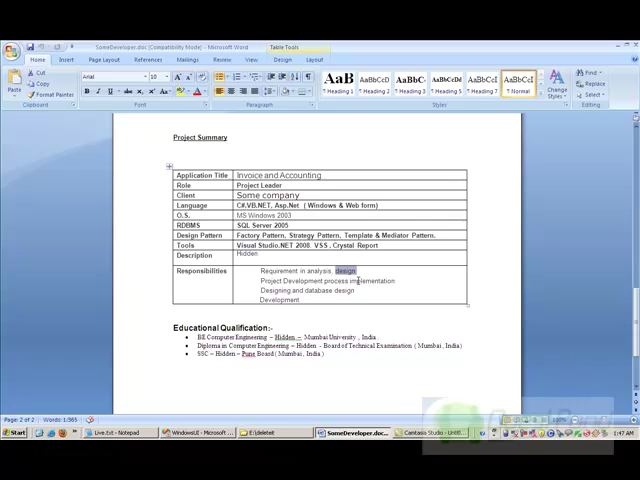 SomeDeveloper.doc [Compatibility Mode] - Microsoft Word
Table Tools
Home Insert Page Layout References Mailings Review View Design Layout
Paste
Cut
Copy
Format Painter
Clipboard
Arial
10
Font
Paragraph
AaB
AaBbCcD
AaBbC
AaBbCcDd
AaBbCcI
AaBbCcI
Heading 1
Heading 2
Heading 3
Heading 4
Heading 7
Normal
Styles
Change
Styles
Find
Replace
Select
Editing
Project Summary
Application Title Invoice and Accounting
Role Project Leader
Client Some company
Language C#,VB.NET, Asp.Net ( Windows & Web form)
O.S. MS Windows 2003
RDBMS SQL Server 2005
Design Pattern Factory Pattern, Strategy Pattern, Template & Mediator Pattern.
Tools Visual Studio.NET 2008. VSS , Crystal Report
Description Hidden
Responsibilities Requirement in analysis, design
Project Development process implementation
Designing and database design
Development
Educational Qualification:-
• BE Computer Engineering – Hidden – Mumbai University , India .
• Diploma in Computer Engineering – Hidden - Board of Technical Examination ( Mumbai , India )
• SSC – Hidden – Pune Board ( Mumbai , India )
Page: 2 of 2 Words: 1,365
Start
Live.txt - Notepad
WindowsUI - Microsoft ...
E:\deleteit
SomeDeveloper.doc...
Camtasia Studio - Untitl...
1:47 AM